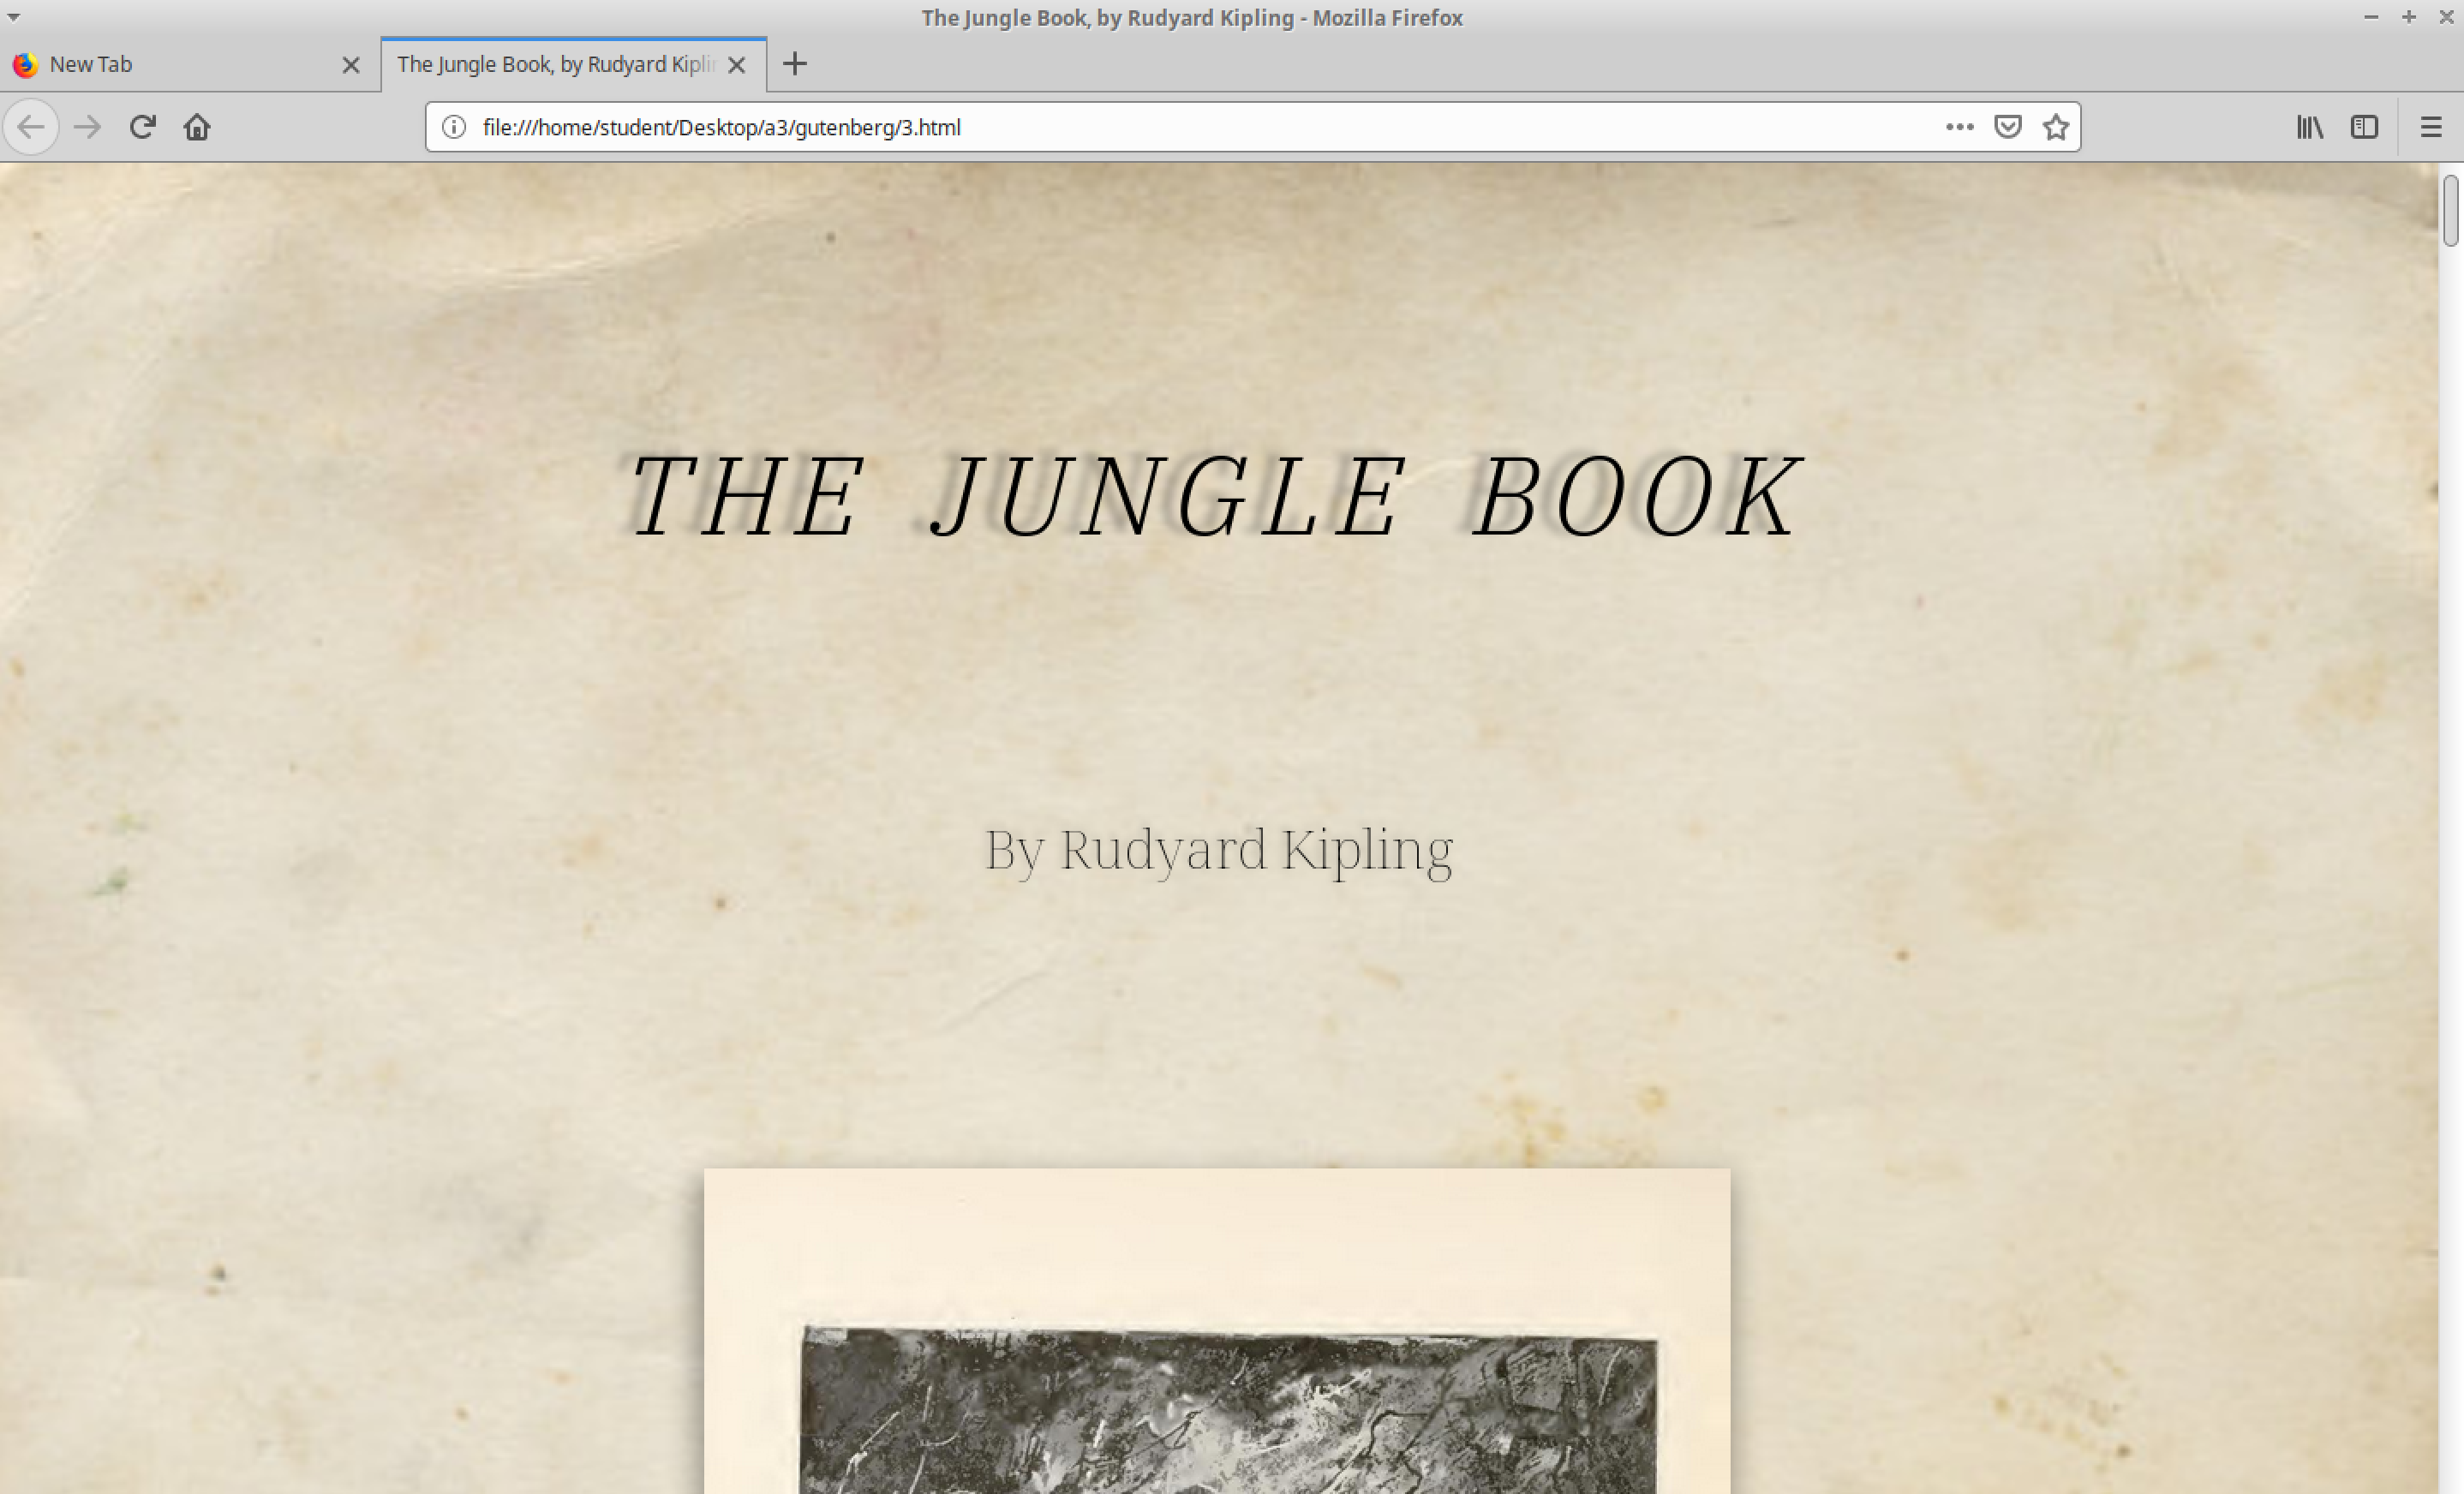 The Jungle Book, by Rudyard Kipling - Mozilla Firefox
New Tab
The Jungle Book, by Rudyard Kiplin
file:///home/student/Desktop/a3/gutenberg/3.html
THE JUNGLE BOOK
By Rudyard Kipling